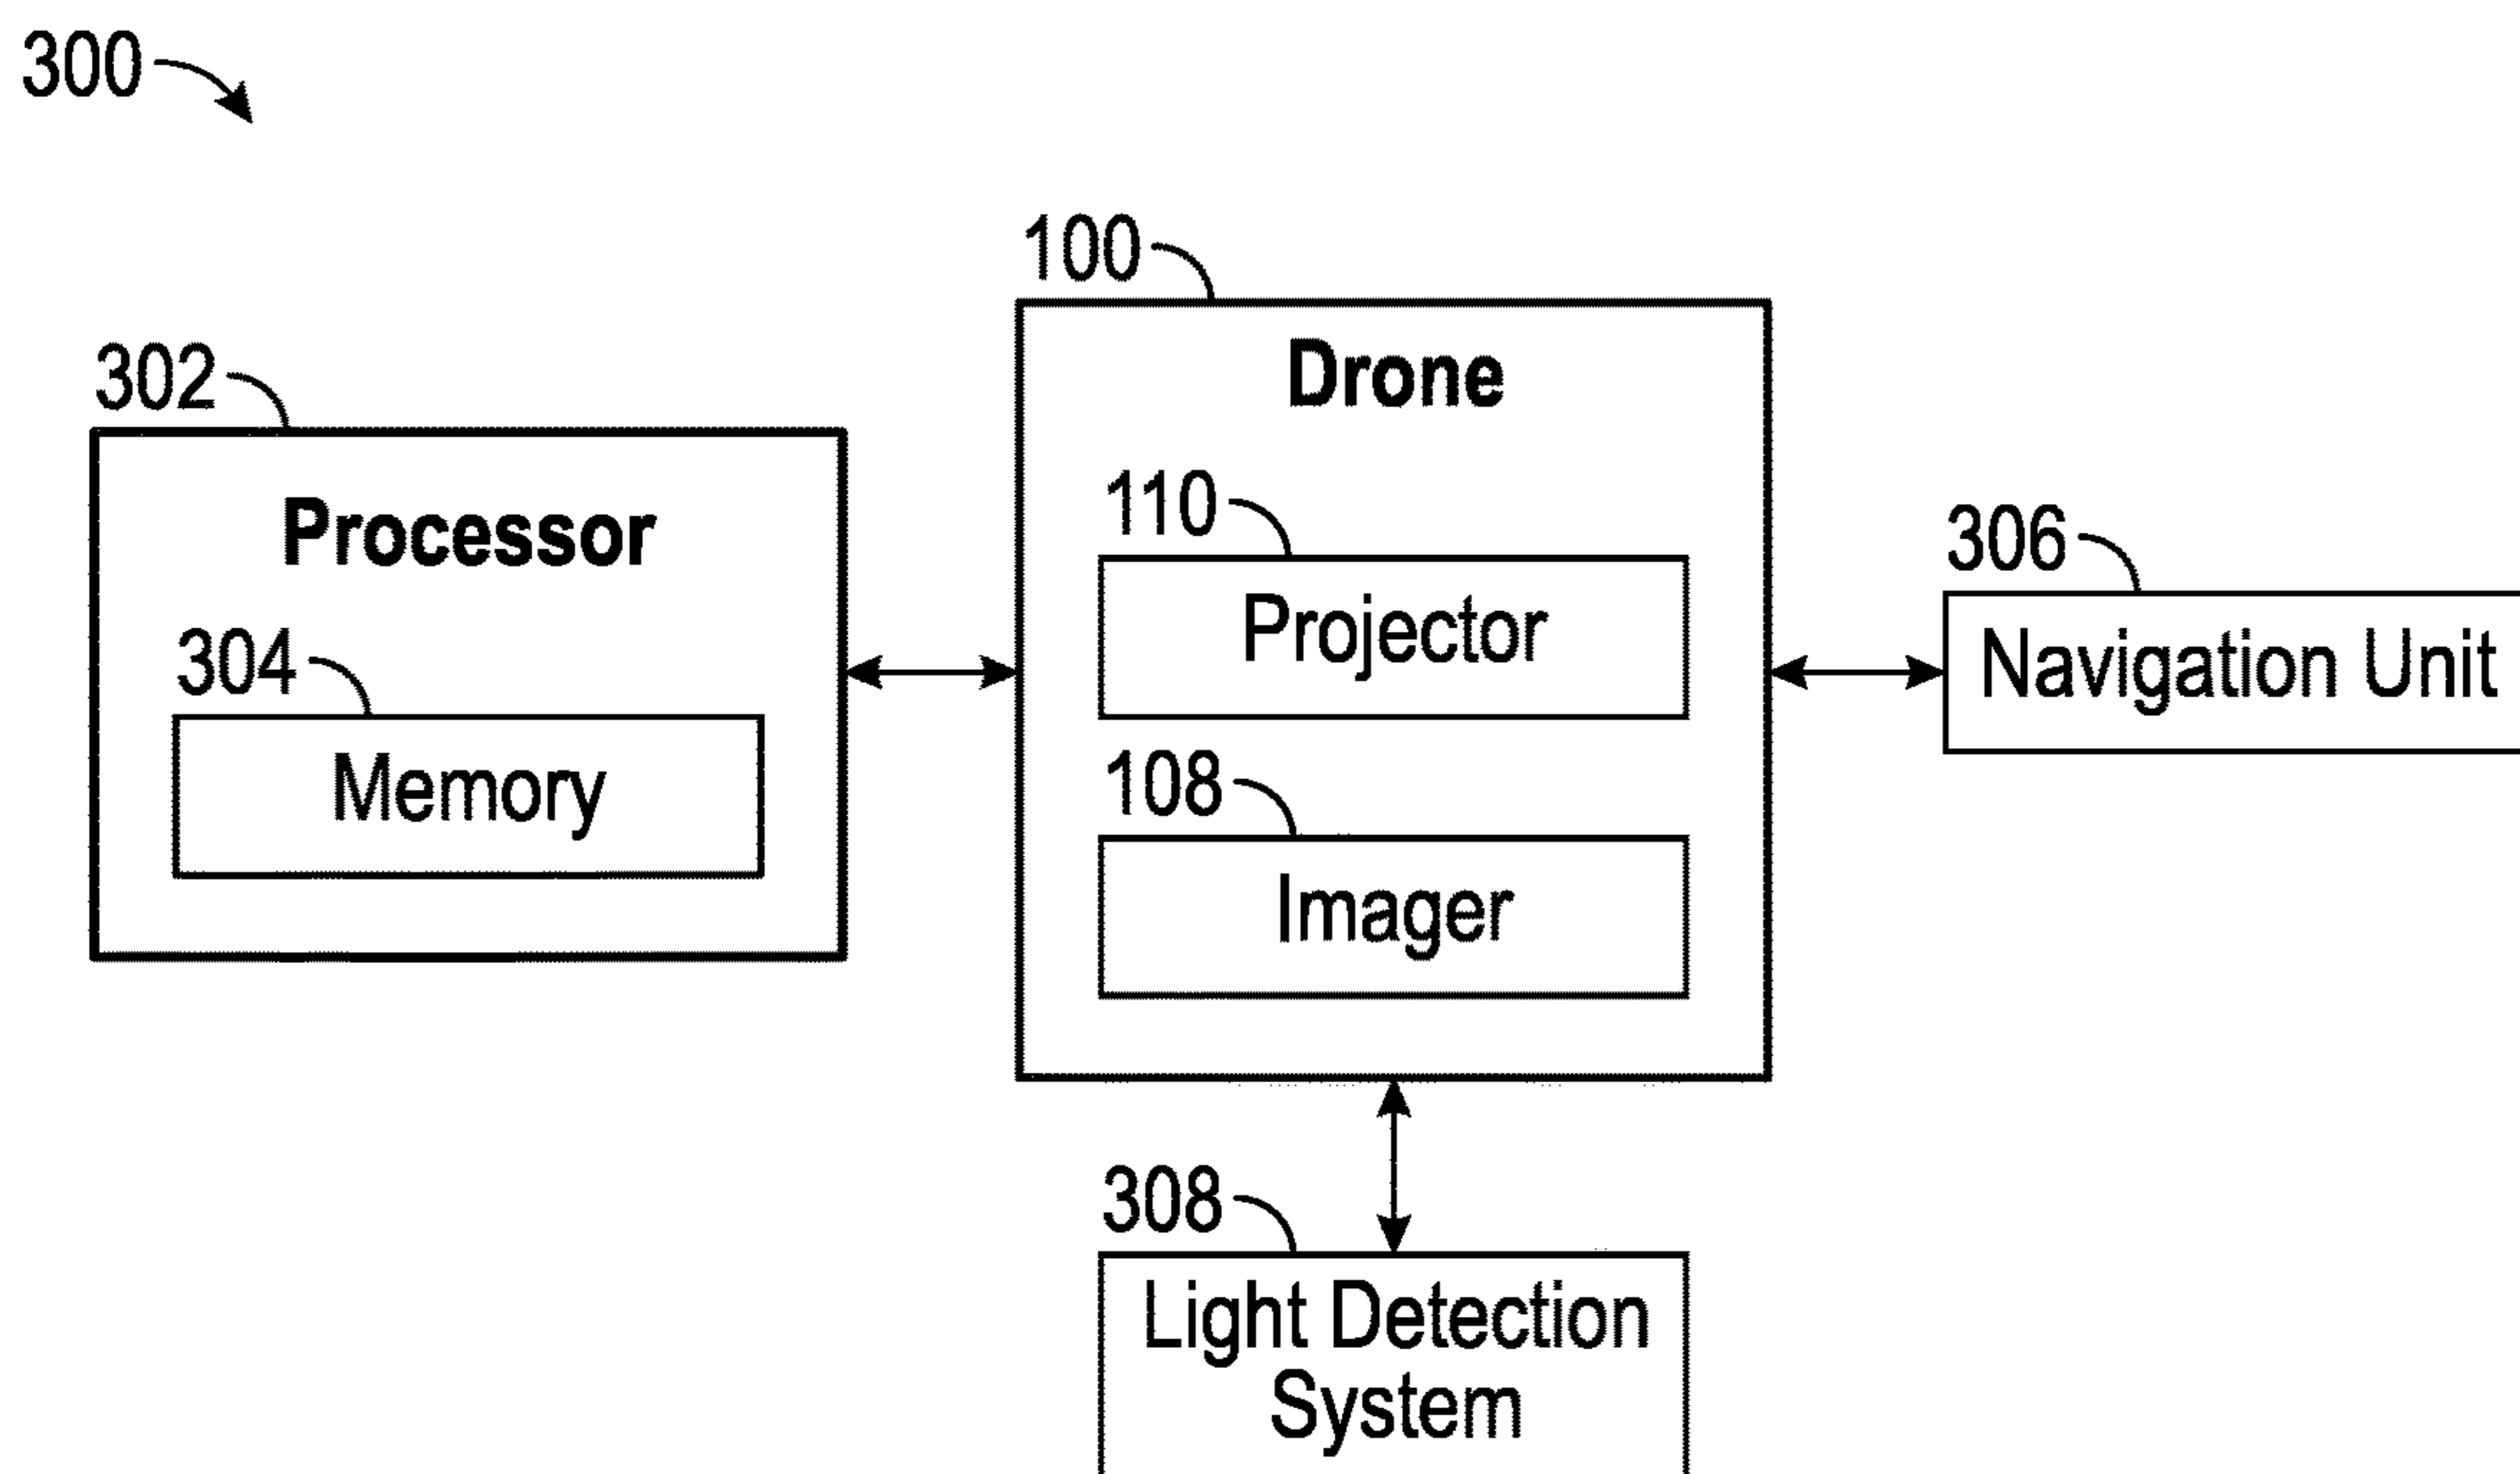 300
100
Drone
302
Processor
110
Projector
306
Navigation Unit
304
Memory
108
Imager
308
Light Detection
System